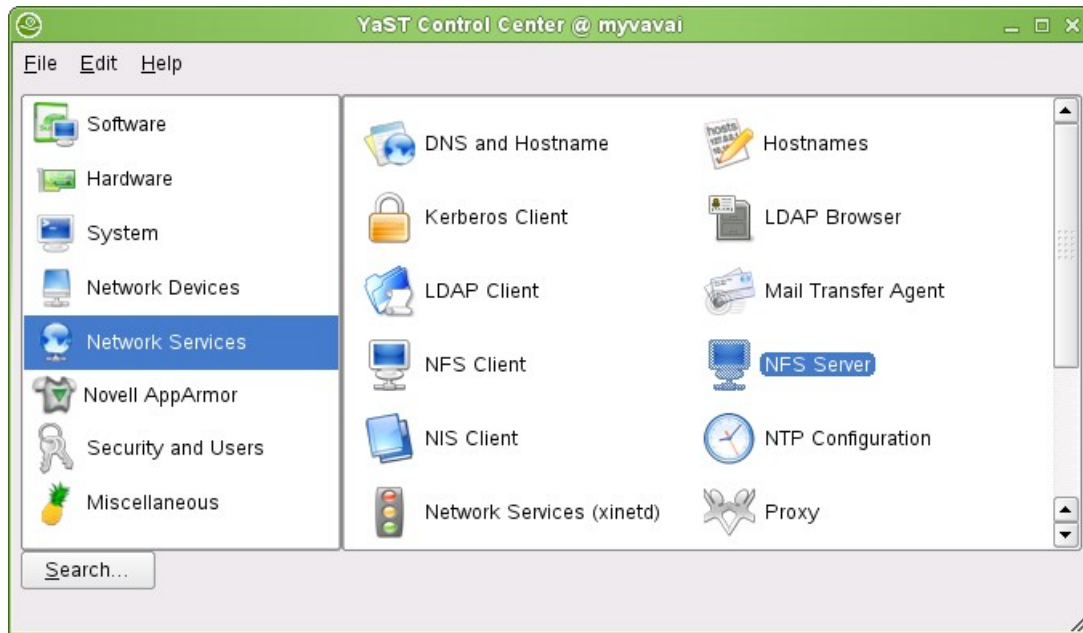 YaST Control Center @ myvavai
File Edit Help
Software
Hardware
System
Network Devices
Network Services
Novell AppArmor
Security and Users
Miscellaneous
DNS and Hostname
Hostnames
Kerberos Client
LDAP Browser
LDAP Client
Mail Transfer Agent
NFS Client
NFS Server
NIS Client
NTP Configuration
Network Services (xinetd)
Proxy
Search...